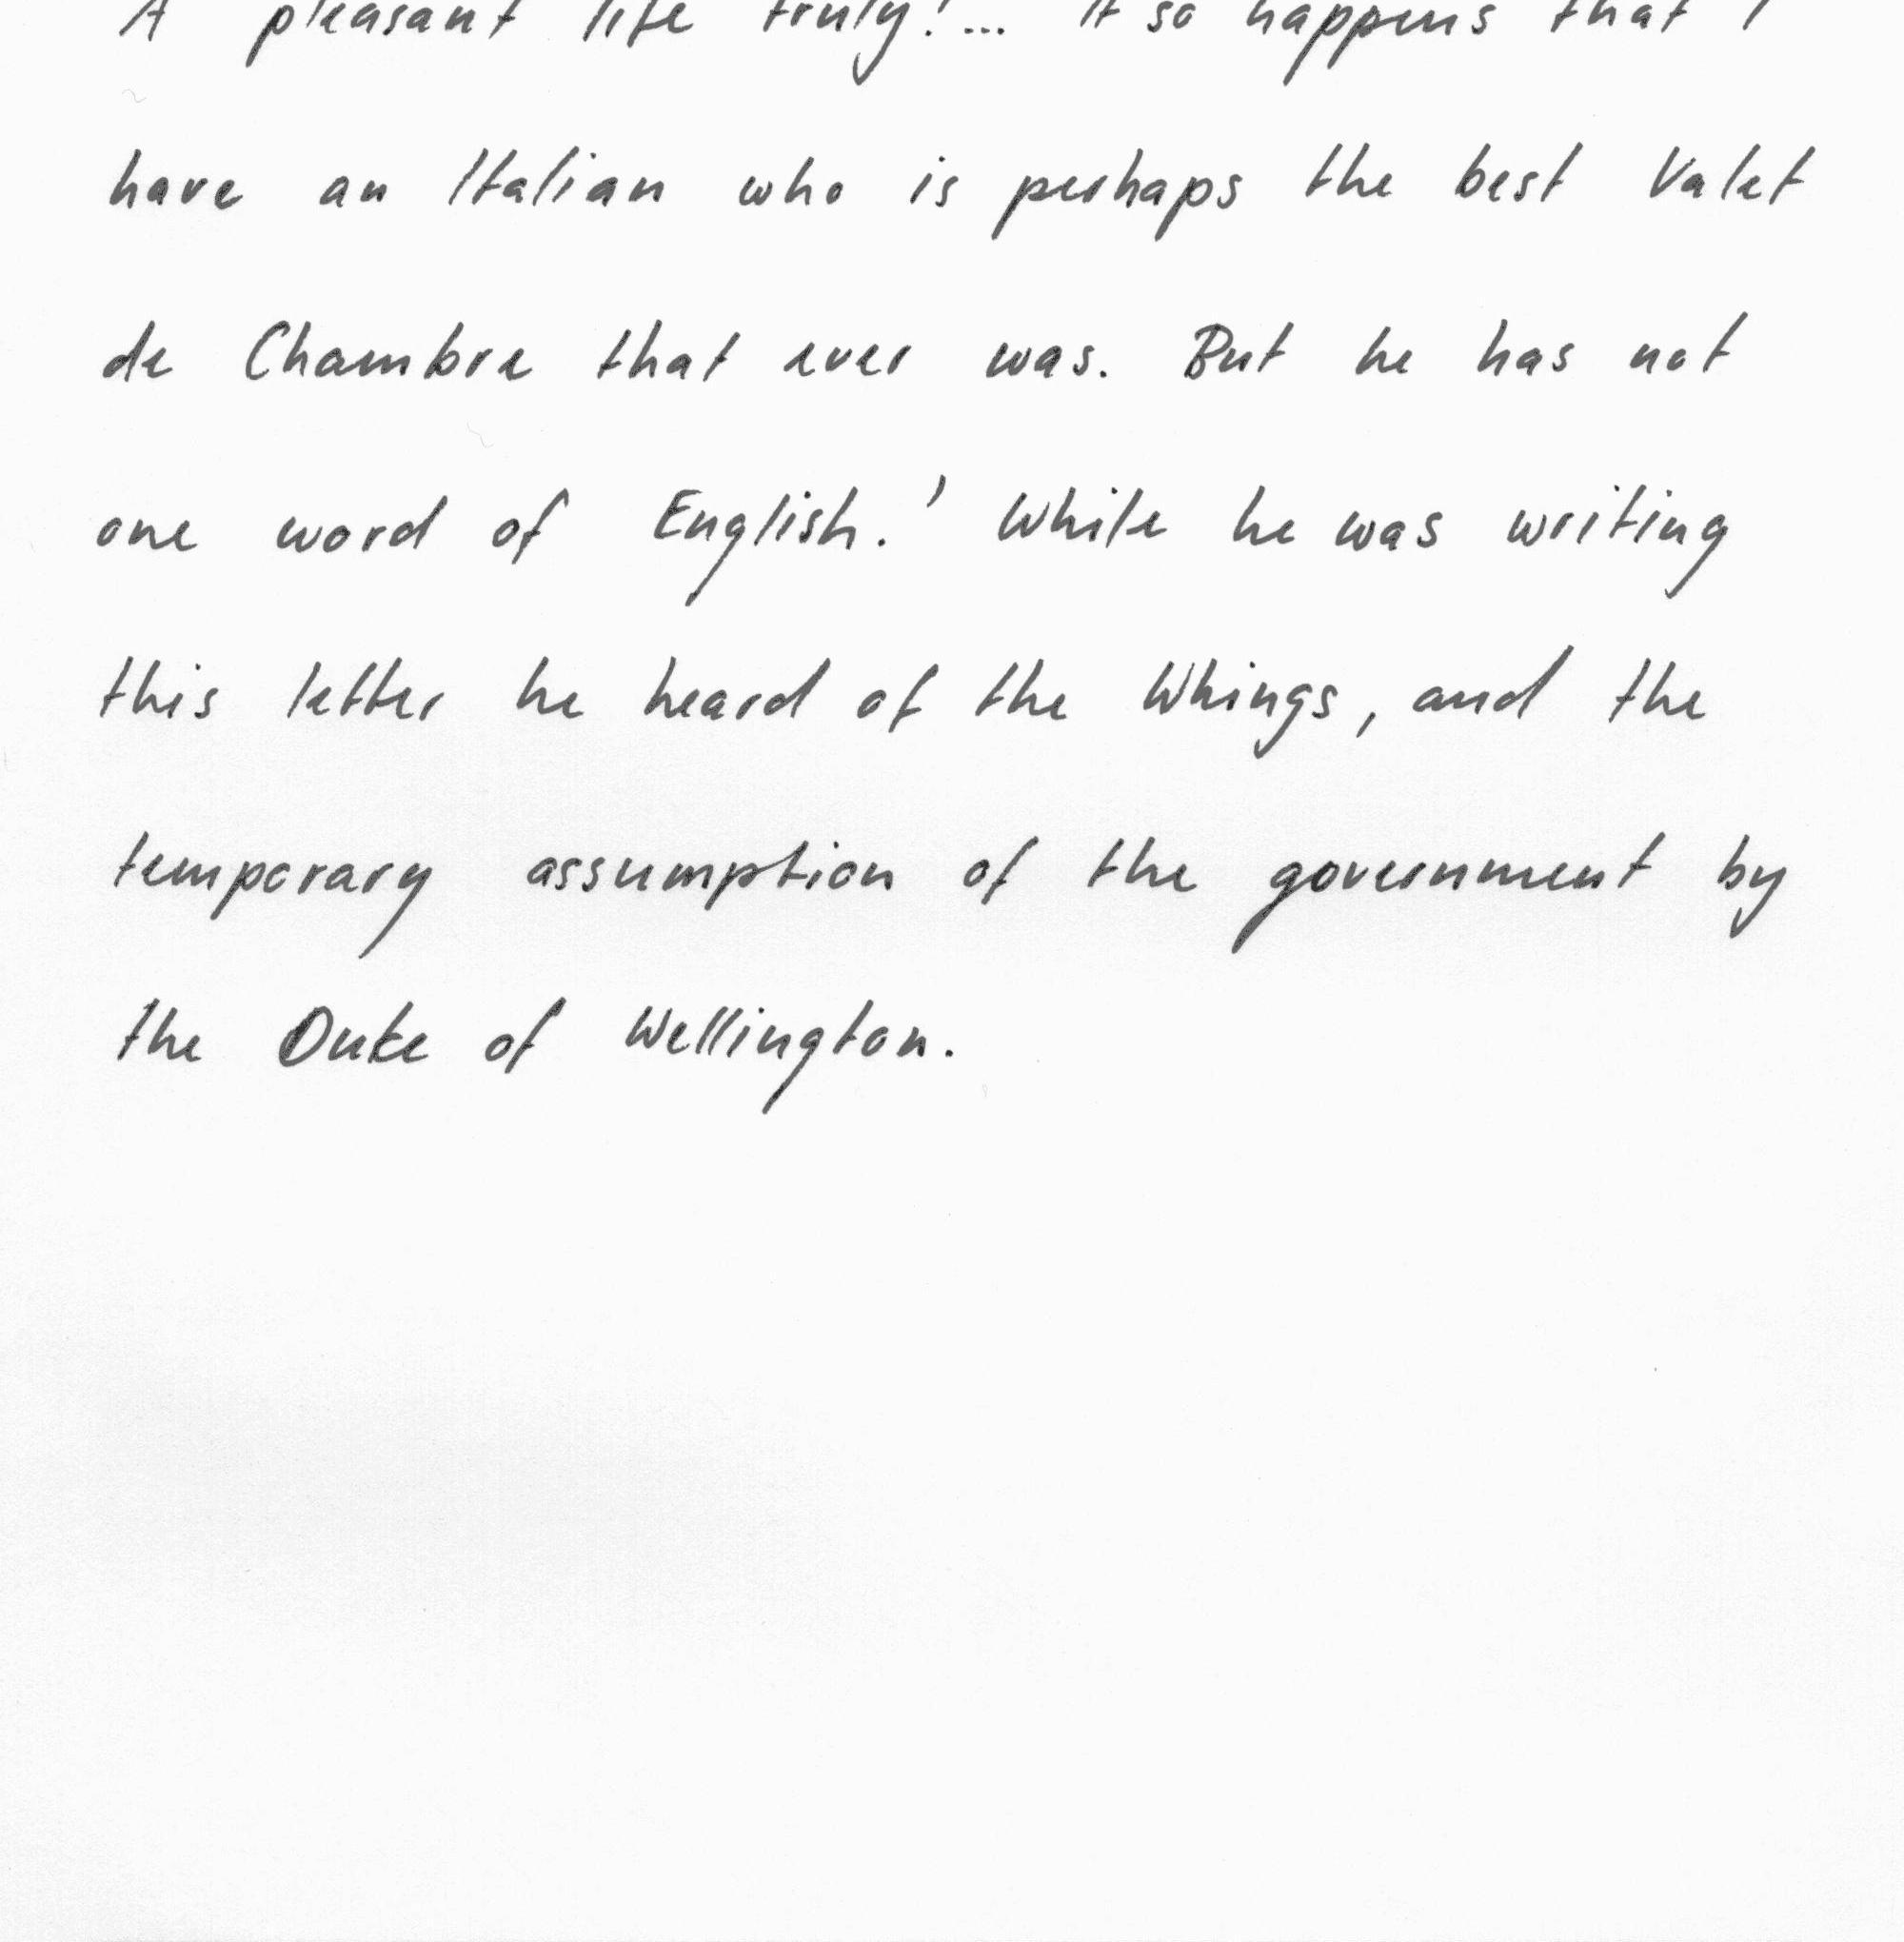 A pleasant life truly!... It so happens that I
have an Italian who is perhaps the best Valet
de Chambre that ever was. But he has not
one word of English.' While he was writing
this letter he heard of the Whings, and the
temporary assumption of the government by
the Duke of Wellington.